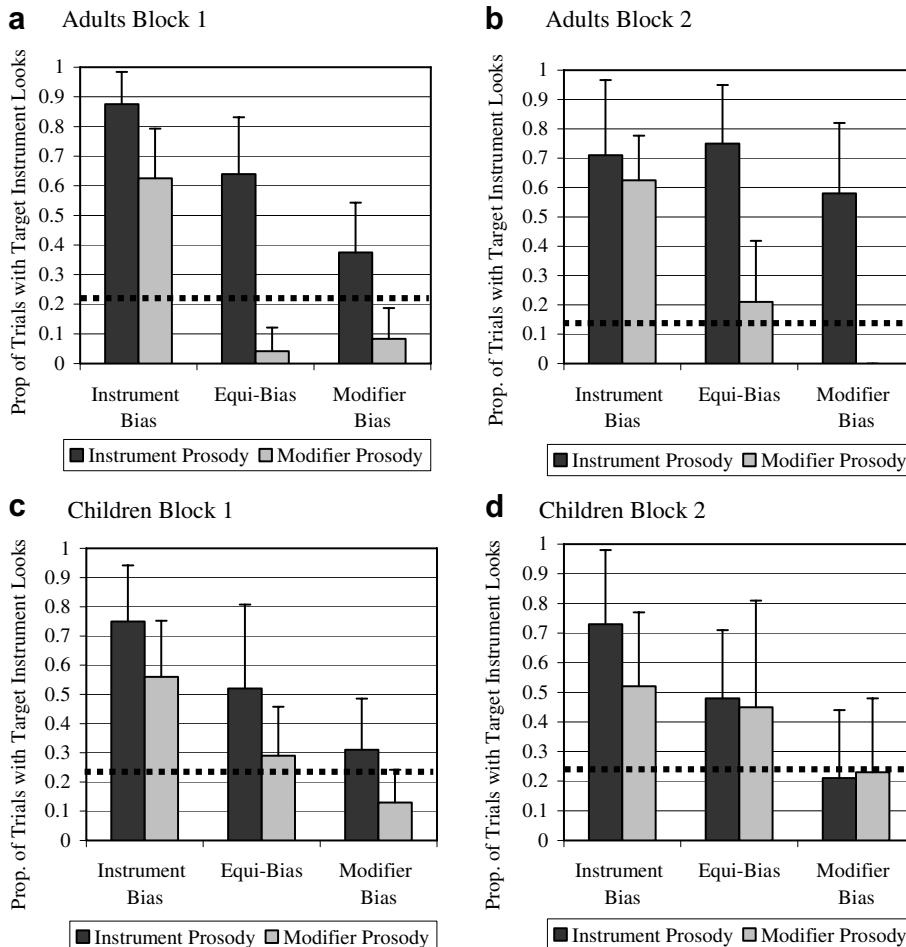 a Adults Block 1
Prop of Trials with Target Instrument Looks
1
0.9
0.8
0.7
0.6
0.5
0.4
0.3
0.2
0.1
0
Instrument Bias
Equi-Bias
Modifier Bias
Instrument Prosody Modifier Prosody
b Adults Block 2
Prop. of Trials with Target Instrument Looks
1
0.9
0.8
0.7
0.6
0.5
0.4
0.3
0.2
0.1
0
Instrument Bias
Equi-Bias
Modifier Bias
Instrument Prosody Modifier Prosody
c Children Block 1
Prop. of Trials with Target Instrument Looks
1
0.9
0.8
0.7
0.6
0.5
0.4
0.3
0.2
0.1
0
Instrument Bias
Equi-Bias
Modifier Bias
Instrument Prosody Modifier Prosody
d Children Block 2
Prop. of Trials with Target Instrument Looks
1
0.9
0.8
0.7
0.6
0.5
0.4
0.3
0.2
0.1
0
Instrument Bias
Equi-Bias
Modifier Bias
Instrument Prosody Modifier Prosody